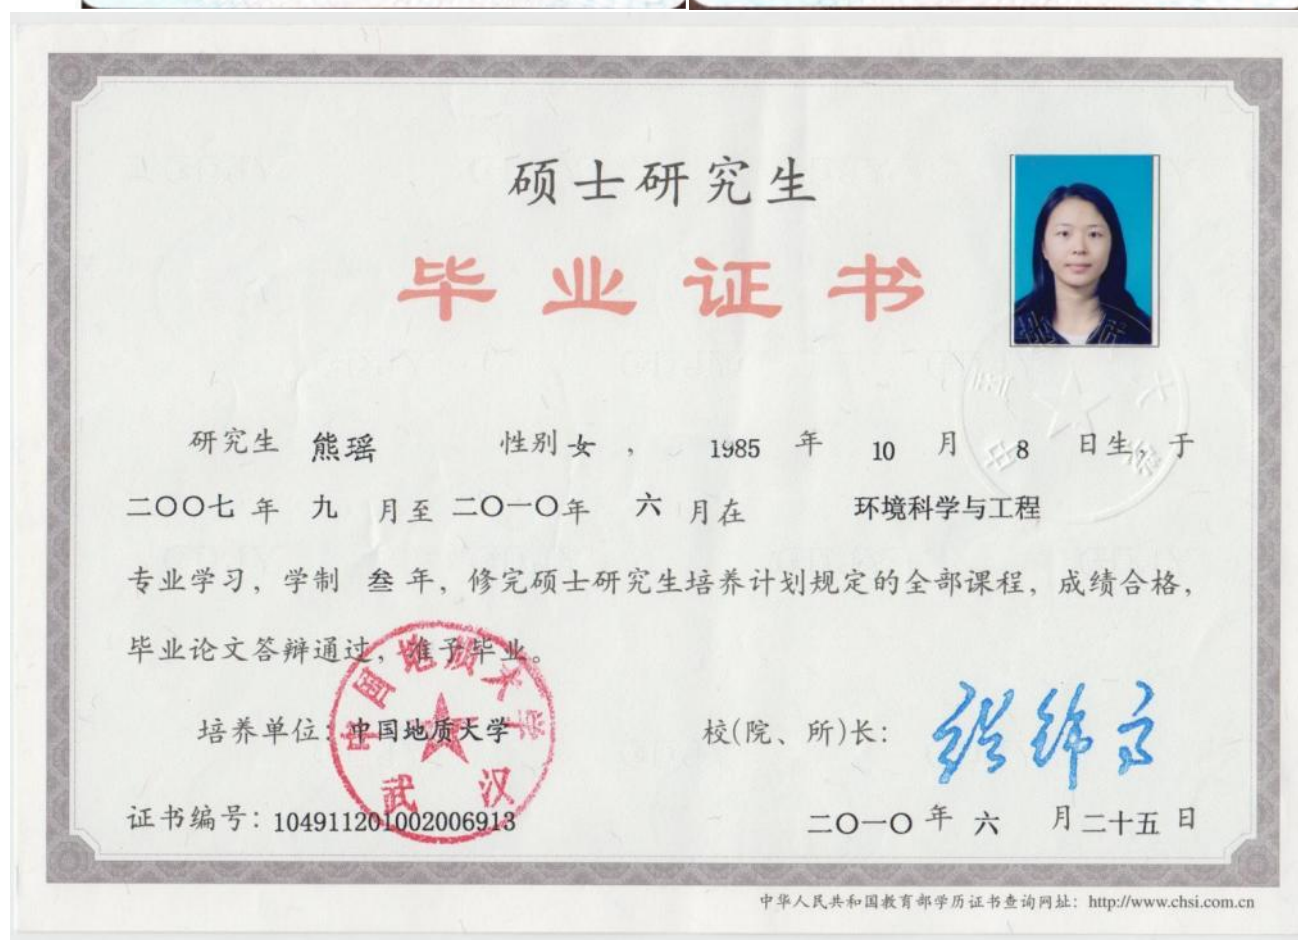 硕士研究生
毕业证书
研究生 熊瑶 性别 女 , 1985 年 10 月 8 日生, 于
二〇〇七 年 九 月至 二〇一〇年 六 月在 环境科学与工程
专业学习, 学制 叁 年, 修完硕士研究生培养计划规定的全部课程, 成绩合格,
毕业论文答辩通过, 准予毕业。
中国地质大学
武汉
培养单位: 中国地质大学 校(院、所)长:
证书编号: 104911201002006913 二〇一〇 年 六 月 二十五 日
中华人民共和国教育部学历证书查询网址: http://www.chsi.com.cn